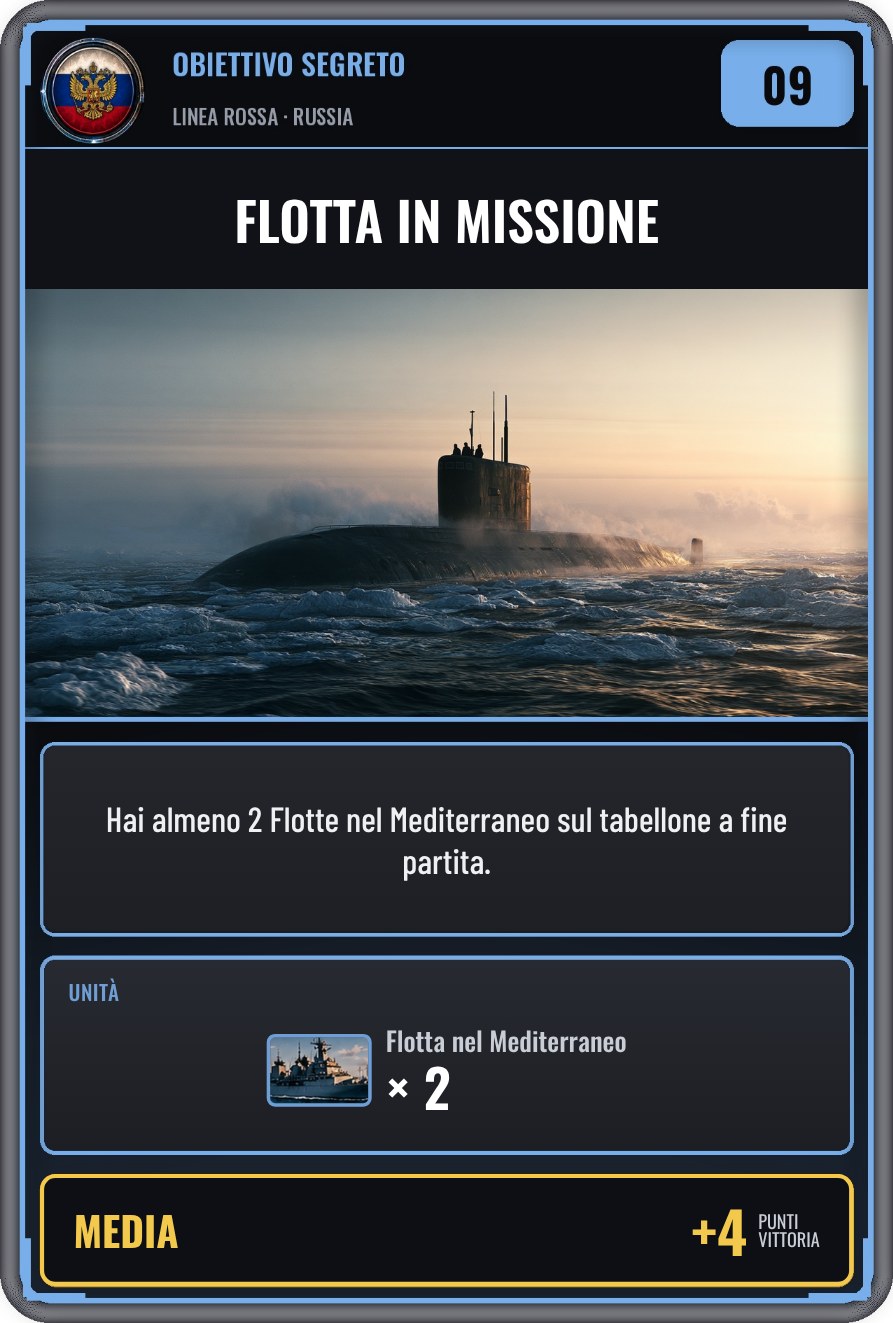 OBIETTIVO SEGRETO
LINEA ROSSA · RUSSIA
09
FLOTTA IN MISSIONE
Hai almeno 2 Flotte nel Mediterraneo sul tabellone a fine
partita.
UNITÀ
Flotta nel Mediterraneo
× 2
MEDIA
+4 PUNTI
VITTORIA